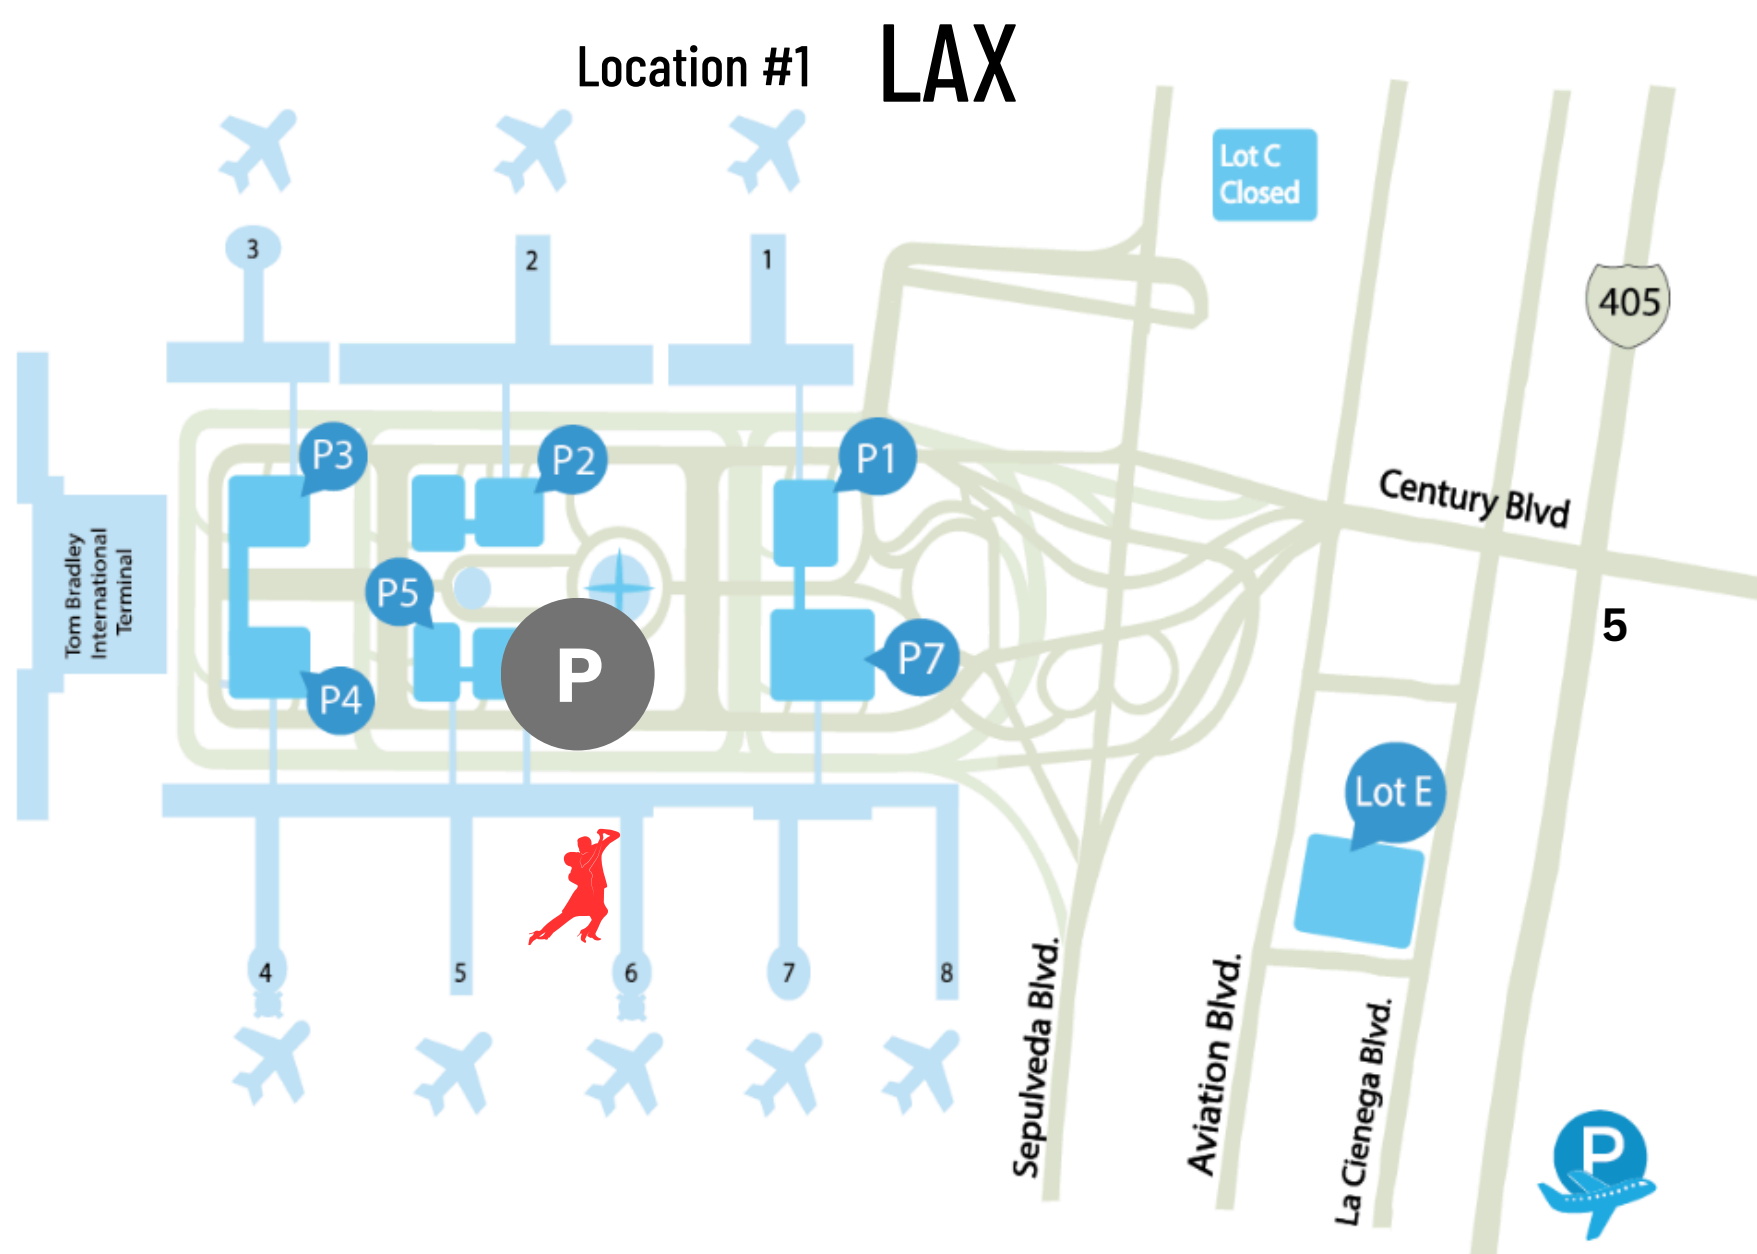 Location #1
LAX
Lot C
Closed
3
2
1
405
P3
P2
P1
Century Blvd
Tom Bradley
International
Terminal
P5
P
5
P7
P4
Lot E
4
5
6
7
8
Sepulveda Blvd.
Aviation Blvd.
La Cienega Blvd.
P